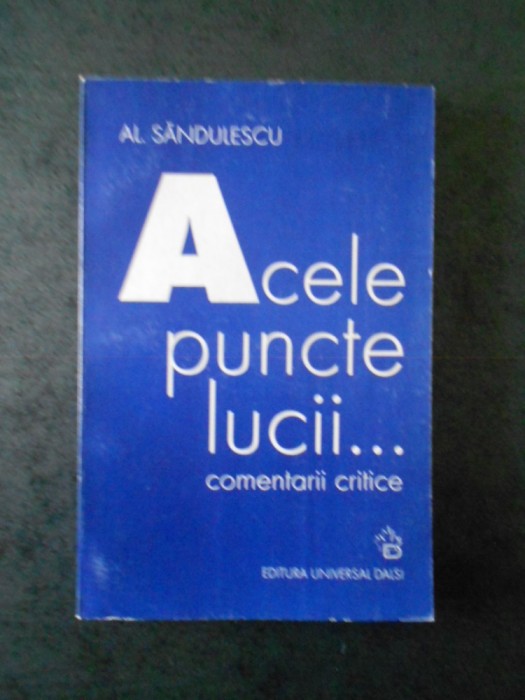 AL. SĂNDULESCU
Acele
puncte
lucii...
comentarii critice
EDITURA UNIVERSAL DALSI